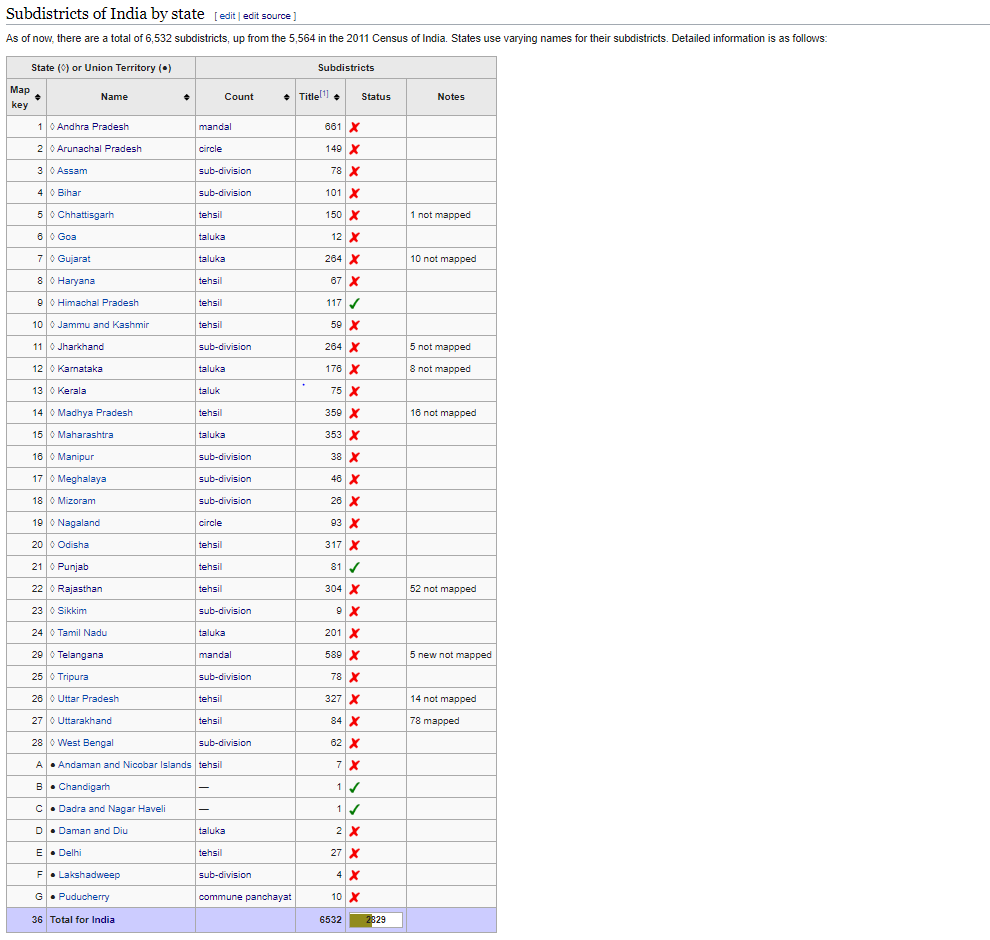 Subdistricts of India by state [ edit | edit source ]
As of now, there are a total of 6,532 subdistricts, up from the 5,564 in the 2011 Census of India. States use varying names for their subdistricts. Detailed information is as follows:
State (◊) or Union Territory (●) Subdistricts
Map key Name Count Title[1] Status Notes
1 ◊ Andhra Pradesh mandal 661 ✘
2 ◊ Arunachal Pradesh circle 149 ✘
3 ◊ Assam sub-division 78 ✘
4 ◊ Bihar sub-division 101 ✘
5 ◊ Chhattisgarh tehsil 150 ✘ 1 not mapped
6 ◊ Goa taluka 12 ✘
7 ◊ Gujarat taluka 264 ✘ 10 not mapped
8 ◊ Haryana tehsil 67 ✘
9 ◊ Himachal Pradesh tehsil 117 ✓
10 ◊ Jammu and Kashmir tehsil 59 ✘
11 ◊ Jharkhand sub-division 264 ✘ 5 not mapped
12 ◊ Karnataka taluka 176 ✘ 8 not mapped
13 ◊ Kerala taluk 75 ✘
14 ◊ Madhya Pradesh tehsil 359 ✘ 16 not mapped
15 ◊ Maharashtra taluka 353 ✘
16 ◊ Manipur sub-division 38 ✘
17 ◊ Meghalaya sub-division 46 ✘
18 ◊ Mizoram sub-division 26 ✘
19 ◊ Nagaland circle 93 ✘
20 ◊ Odisha tehsil 317 ✘
21 ◊ Punjab tehsil 81 ✓
22 ◊ Rajasthan tehsil 304 ✘ 52 not mapped
23 ◊ Sikkim sub-division 9 ✘
24 ◊ Tamil Nadu taluka 201 ✘
29 ◊ Telangana mandal 589 ✘ 5 new not mapped
25 ◊ Tripura sub-division 78 ✘
26 ◊ Uttar Pradesh tehsil 327 ✘ 14 not mapped
27 ◊ Uttarakhand tehsil 84 ✘ 78 mapped
28 ◊ West Bengal sub-division 62 ✘
A ● Andaman and Nicobar Islands tehsil 7 ✘
B ● Chandigarh — 1 ✓
C ● Dadra and Nagar Haveli — 1 ✓
D ● Daman and Diu taluka 2 ✘
E ● Delhi tehsil 27 ✘
F ● Lakshadweep sub-division 4 ✘
G ● Puducherry commune panchayat 10 ✘
36 Total for India 6532 2829